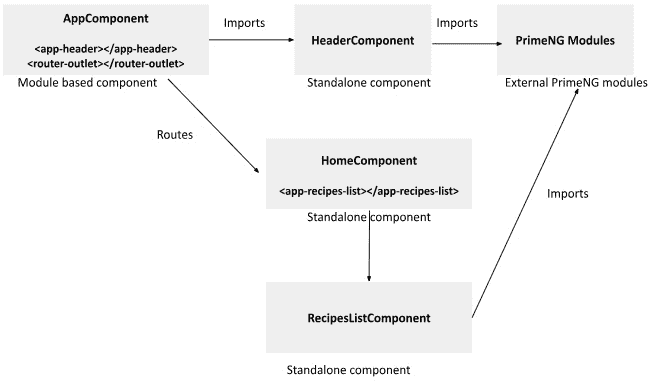 AppComponent
<app-header></app-header>
<router-outlet></router-outlet>
Module based component
Imports
HeaderComponent
Standalone component
Imports
PrimeNG Modules
External PrimeNG modules
Routes
HomeComponent
<app-recipes-list></app-recipes-list>
Standalone component
Imports
RecipesListComponent
Standalone component